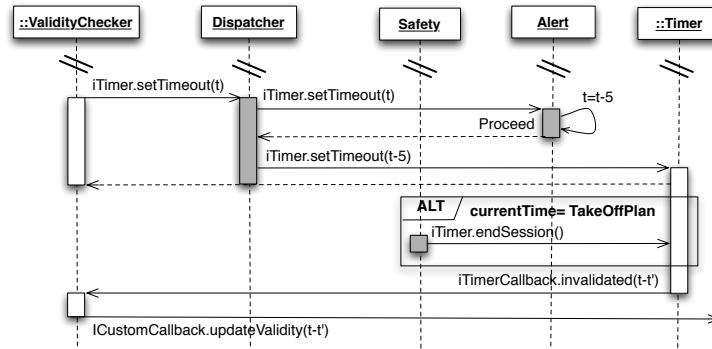 ::ValidityChecker
Dispatcher
Safety
Alert
::Timer
iTimer.setTimeout(t)
iTimer.setTimeout(t)
t=t-5
Proceed
iTimer.setTimeout(t-5)
ALT
currentTime= TakeOffPlan
iTimer.endSession()
iTimerCallback.invalidated(t-t')
ICustomCallback.updateValidity(t-t')